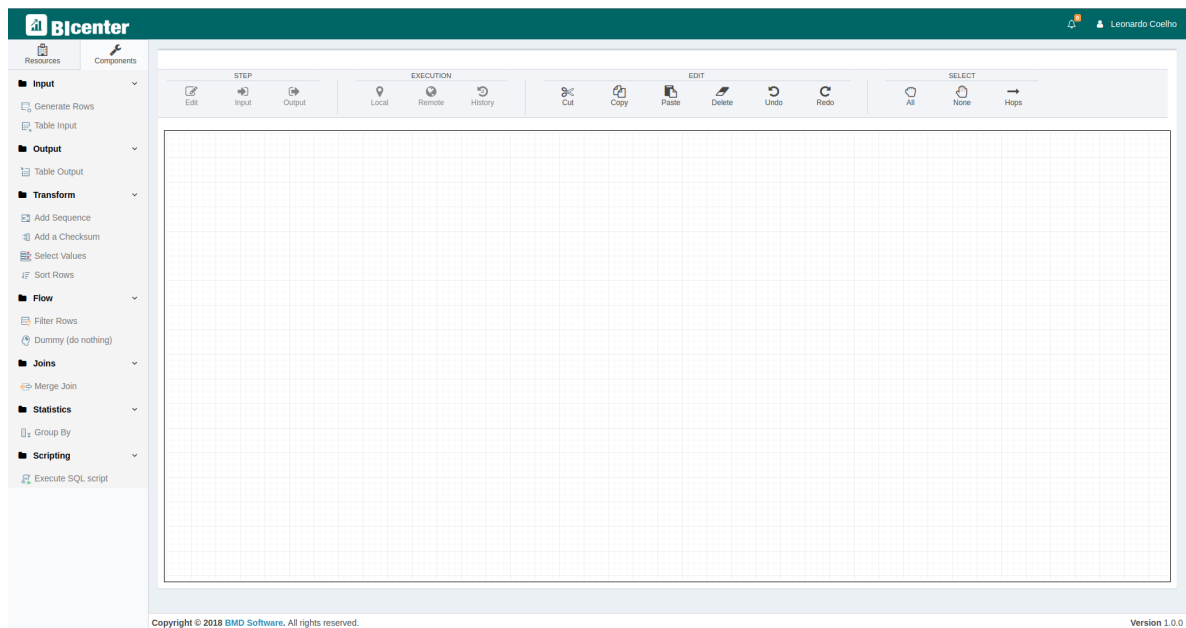 BIcenter
0
Leonardo Coelho
Resources Components
Input
Generate Rows
Table Input
Output
Table Output
Transform
Add Sequence
Add a Checksum
Select Values
Sort Rows
Flow
Filter Rows
Dummy (do nothing)
Joins
Merge Join
Statistics
Group By
Scripting
Execute SQL script
STEP EXECUTION EDIT SELECT
Edit Input Output Local Remote History Cut Copy Paste Delete Undo Redo All None Hops
Copyright © 2018 BMD Software. All rights reserved. Version 1.0.0